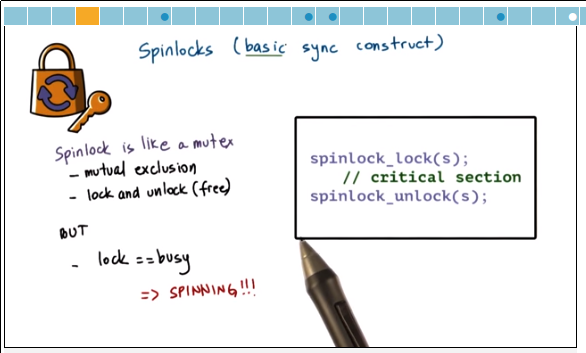 Spinlocks (basic sync construct)
Spinlock is like a mutex
- mutual exclusion
- lock and unlock (free)
BUT
- lock == busy
=> SPINNING!!!
spinlock_lock(s);
// critical section
spinlock_unlock(s);